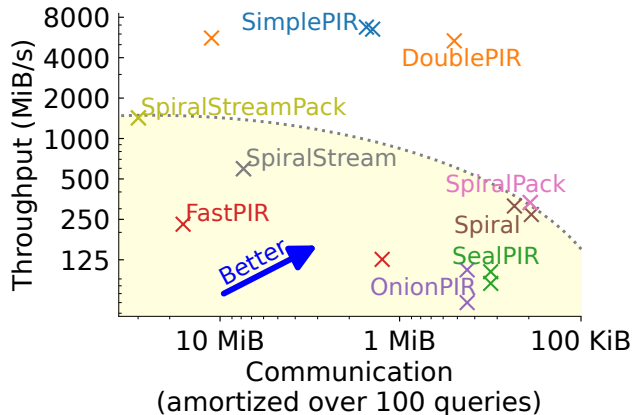 8000
SimplePIR
4000
DoublePIR
2000
SpiralStreamPack
1000
SpiralStream
500
SpiralPack
FastPIR
250
Spiral
Better
SealPIR
125
OnionPIR
Throughput (MiB/s)
10 MiB
1 MiB
100 KiB
Communication
(amortized over 100 queries)